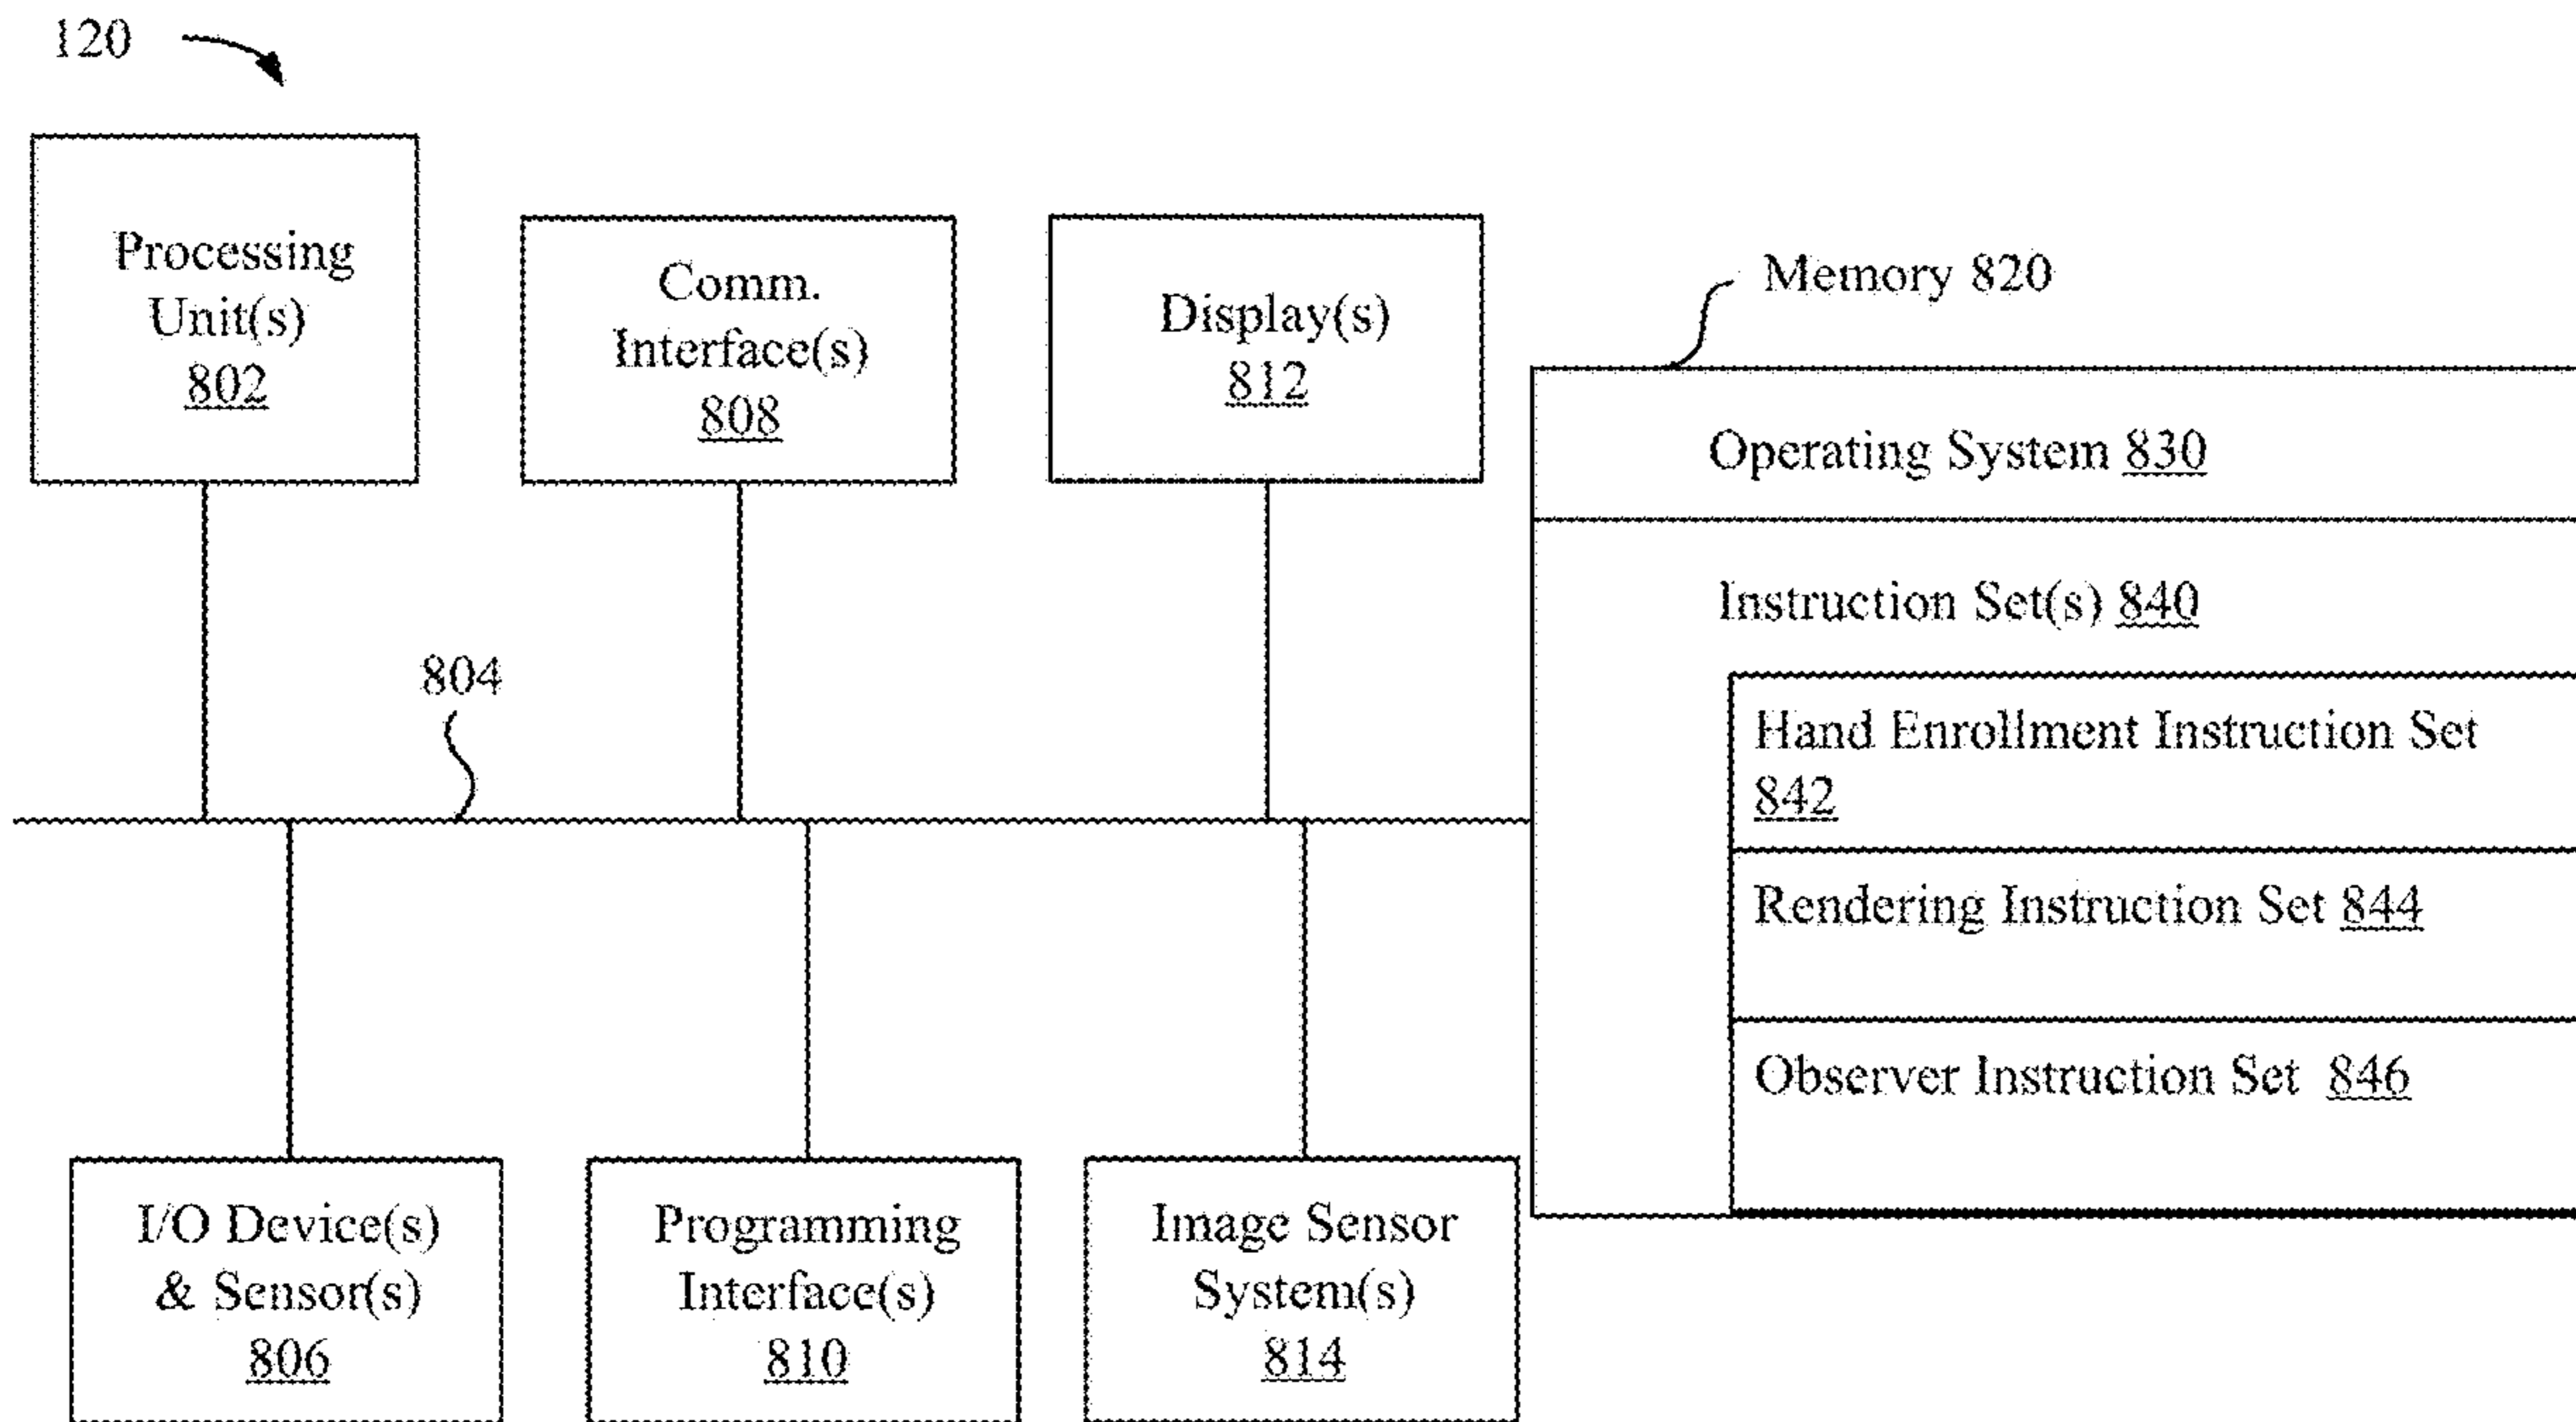 120
Processing
Unit(s)
802
Comm.
Interface(s)
808
Display(s)
812
Memory 820
Operating System 830
Instruction Set(s) 840
Hand Enrollment Instruction Set
842
Rendering Instruction Set 844
Observer Instruction Set 846
804
I/O Device(s)
& Sensor(s)
806
Programming
Interface(s)
810
Image Sensor
System(s)
814